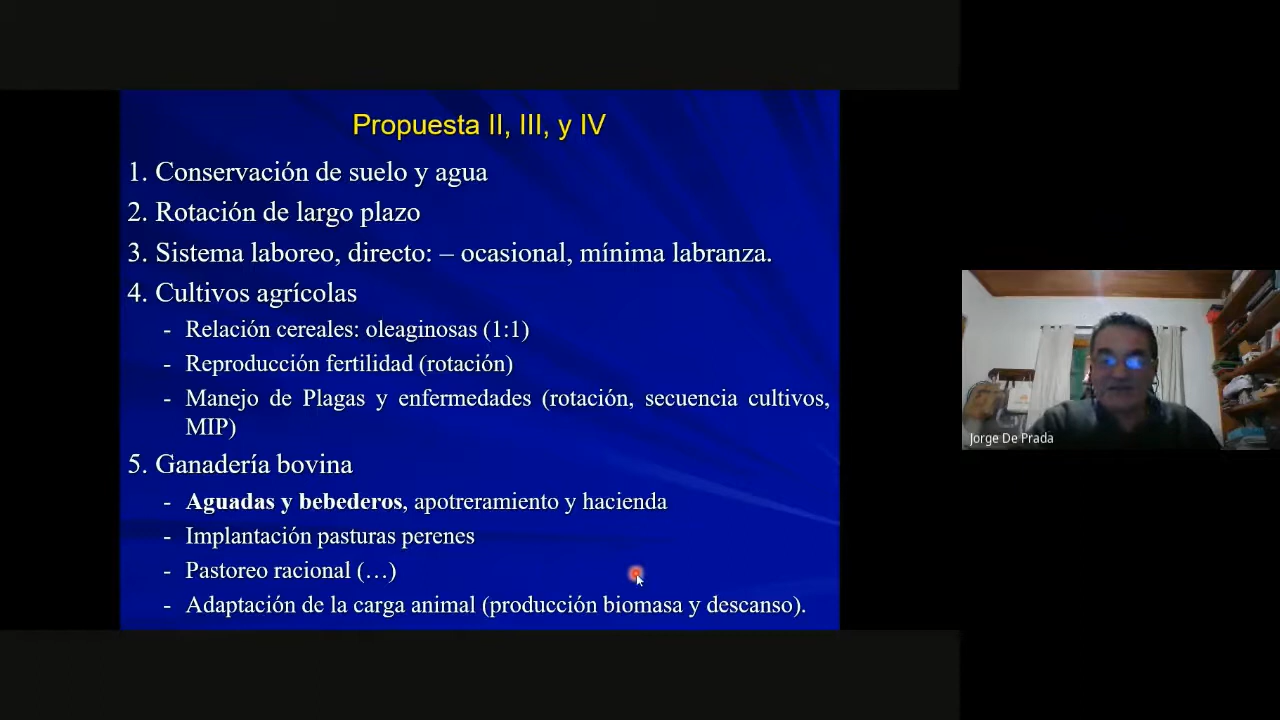 Propuesta II, III, y IV
1. Conservación de suelo y agua
2. Rotación de largo plazo
3. Sistema laboreo, directo: – ocasional, mínima labranza.
4. Cultivos agrícolas
- Relación cereales: oleaginosas (1:1)
- Reproducción fertilidad (rotación)
- Manejo de Plagas y enfermedades (rotación, secuencia cultivos,
MIP)
5. Ganadería bovina
- Aguadas y bebederos, apotreramiento y hacienda
- Implantación pasturas perenes
- Pastoreo racional (…)
- Adaptación de la carga animal (producción biomasa y descanso).
Jorge De Prada